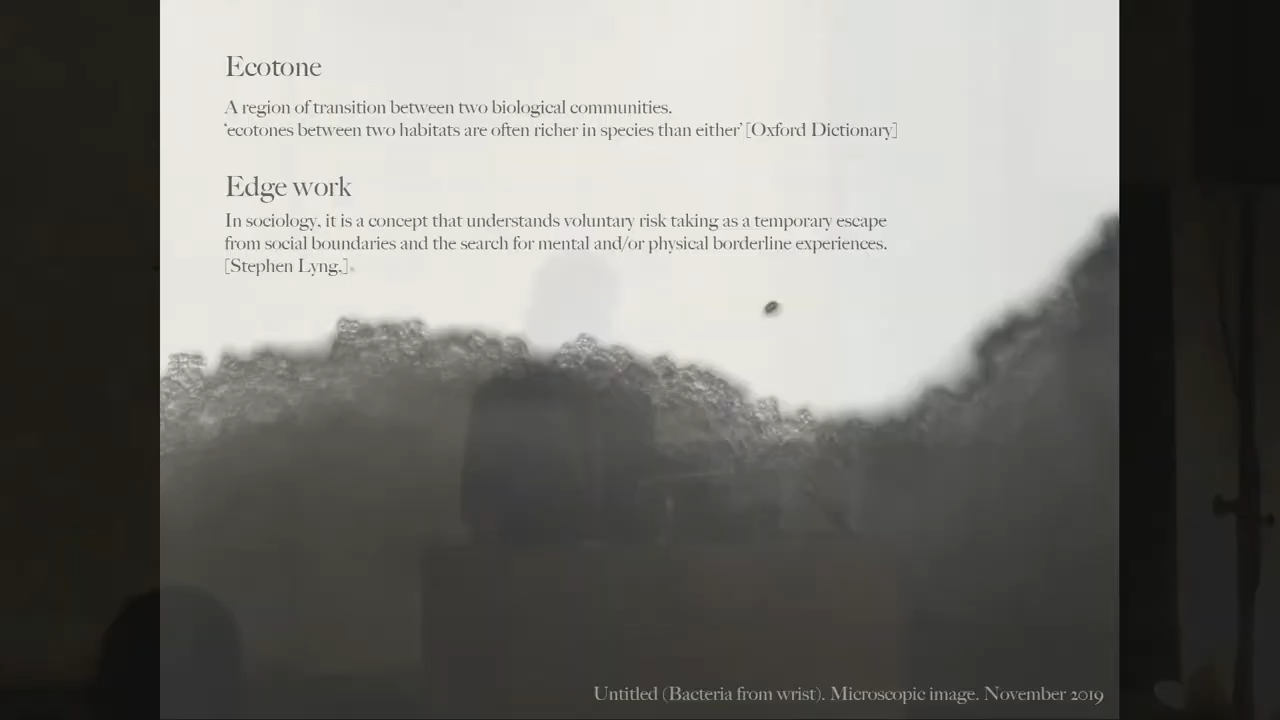 Ecotone
A region of transition between two biological communities.
‘ecotones between two habitats are often richer in species than either’ [Oxford Dictionary]
Edge work
In sociology, it is a concept that understands voluntary risk taking as a temporary escape
from social boundaries and the search for mental and/or physical borderline experiences.
[Stephen Lyng,].
Untitled (Bacteria from wrist). Microscopic image. November 2019